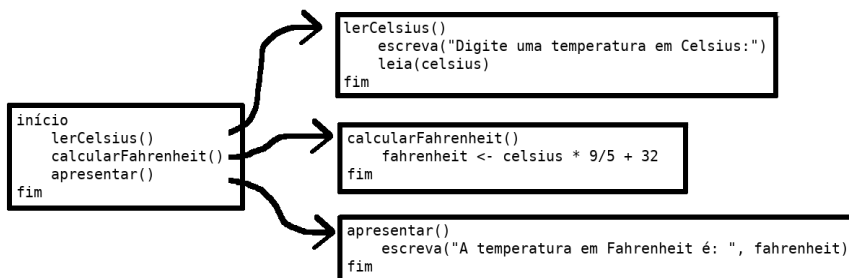 início
lerCelsius()
calcularFahrenheit()
apresentar()
fim
lerCelsius()
escreva("Digite uma temperatura em Celsius:")
leia(celsius)
fim
calcularFahrenheit()
fahrenheit <- celsius * 9/5 + 32
fim
apresentar()
escreva("A temperatura em Fahrenheit é: ", fahrenheit)
fim